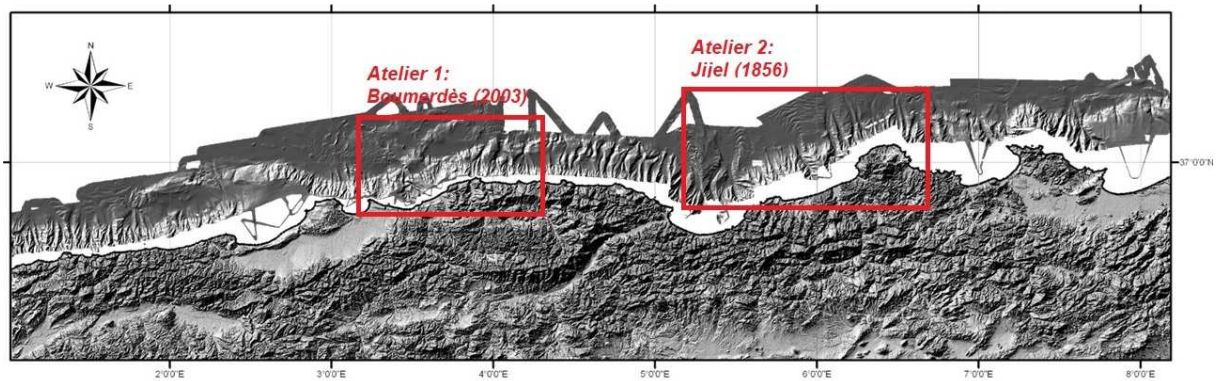 N
W
E
S
Atelier 1:
Boumerdès (2003)
Atelier 2:
Jijel (1856)
37°0'0"N
2°0'0"E
3°0'0"E
4°0'0"E
5°0'0"E
6°0'0"E
7°0'0"E
8°0'0"E